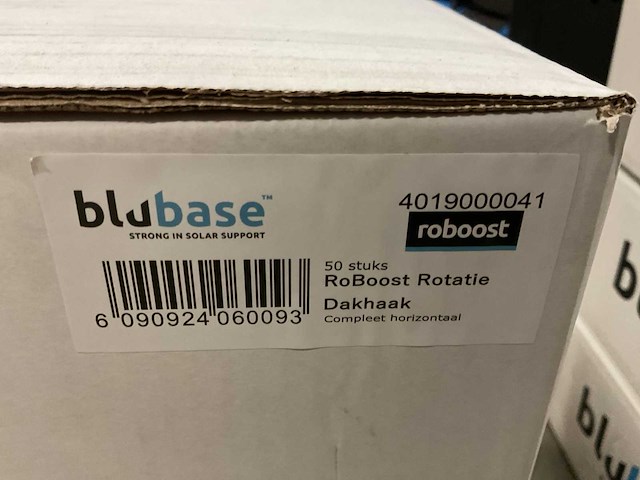 blubase™
STRONG IN SOLAR SUPPORT
4019000041
roboost
50 stuks
RoBoost Rotatie
Dakhaak
Compleet horizontaal
6 090924 060093